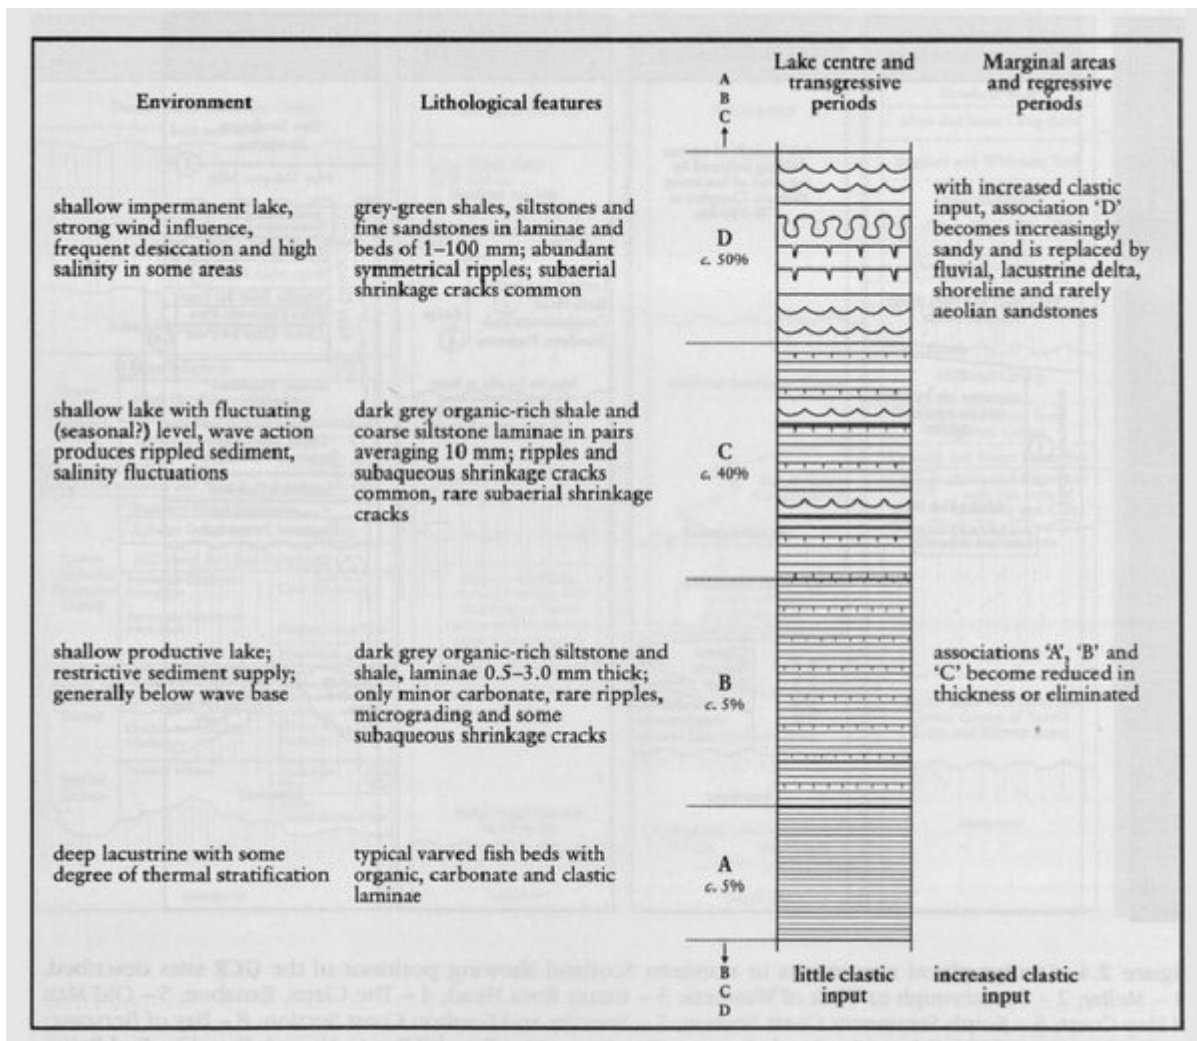 Environment
Lithological features
A
B
C
Lake centre and
transgressive
periods
Marginal areas
and regressive
periods
shallow impermanent lake,
strong wind influence,
frequent desiccation and high
salinity in some areas
grey-green shales, siltstones and
fine sandstones in laminae and
beds of 1–100 mm; abundant
symmetrical ripples; subaerial
shrinkage cracks common
D
c. 50%
with increased clastic
input, association ‘D’
becomes increasingly
sandy and is replaced by
fluvial, lacustrine delta,
shoreline and rarely
aeolian sandstones
shallow lake with fluctuating
(seasonal?) level, wave action
produces rippled sediment,
salinity fluctuations
dark grey organic-rich shale and
coarse siltstone laminae in pairs
averaging 10 mm; ripples and
subaqueous shrinkage cracks
common, rare subaerial shrinkage
cracks
C
c. 40%
shallow productive lake;
restrictive sediment supply;
generally below wave base
dark grey organic-rich siltstone and
shale, laminae 0.5–3.0 mm thick;
only minor carbonate, rare ripples,
micrograding and some
subaqueous shrinkage cracks
B
c. 5%
associations ‘A’, ‘B’ and
‘C’ become reduced in
thickness or eliminated
deep lacustrine with some
degree of thermal stratification
typical varved fish beds with
organic, carbonate and clastic
laminae
A
c. 5%
B
C
D
little clastic
input
increased clastic
input